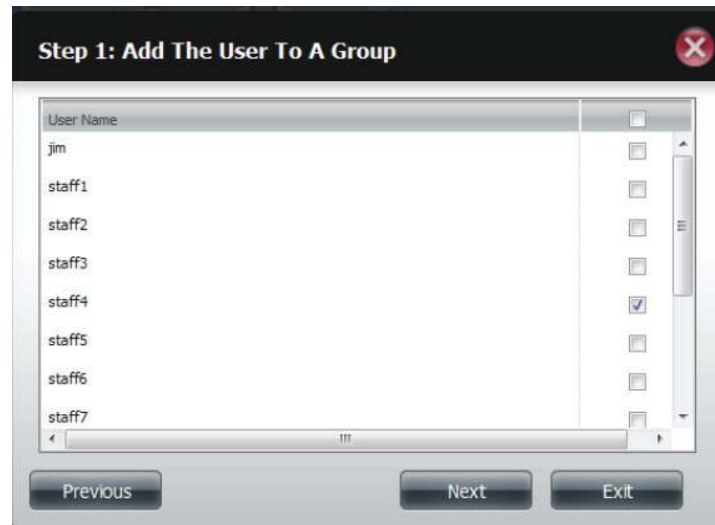 Step 1: Add The User To A Group
User Name
jim
staff1
staff2
staff3
staff4
staff5
staff6
staff7
Previous Next Exit